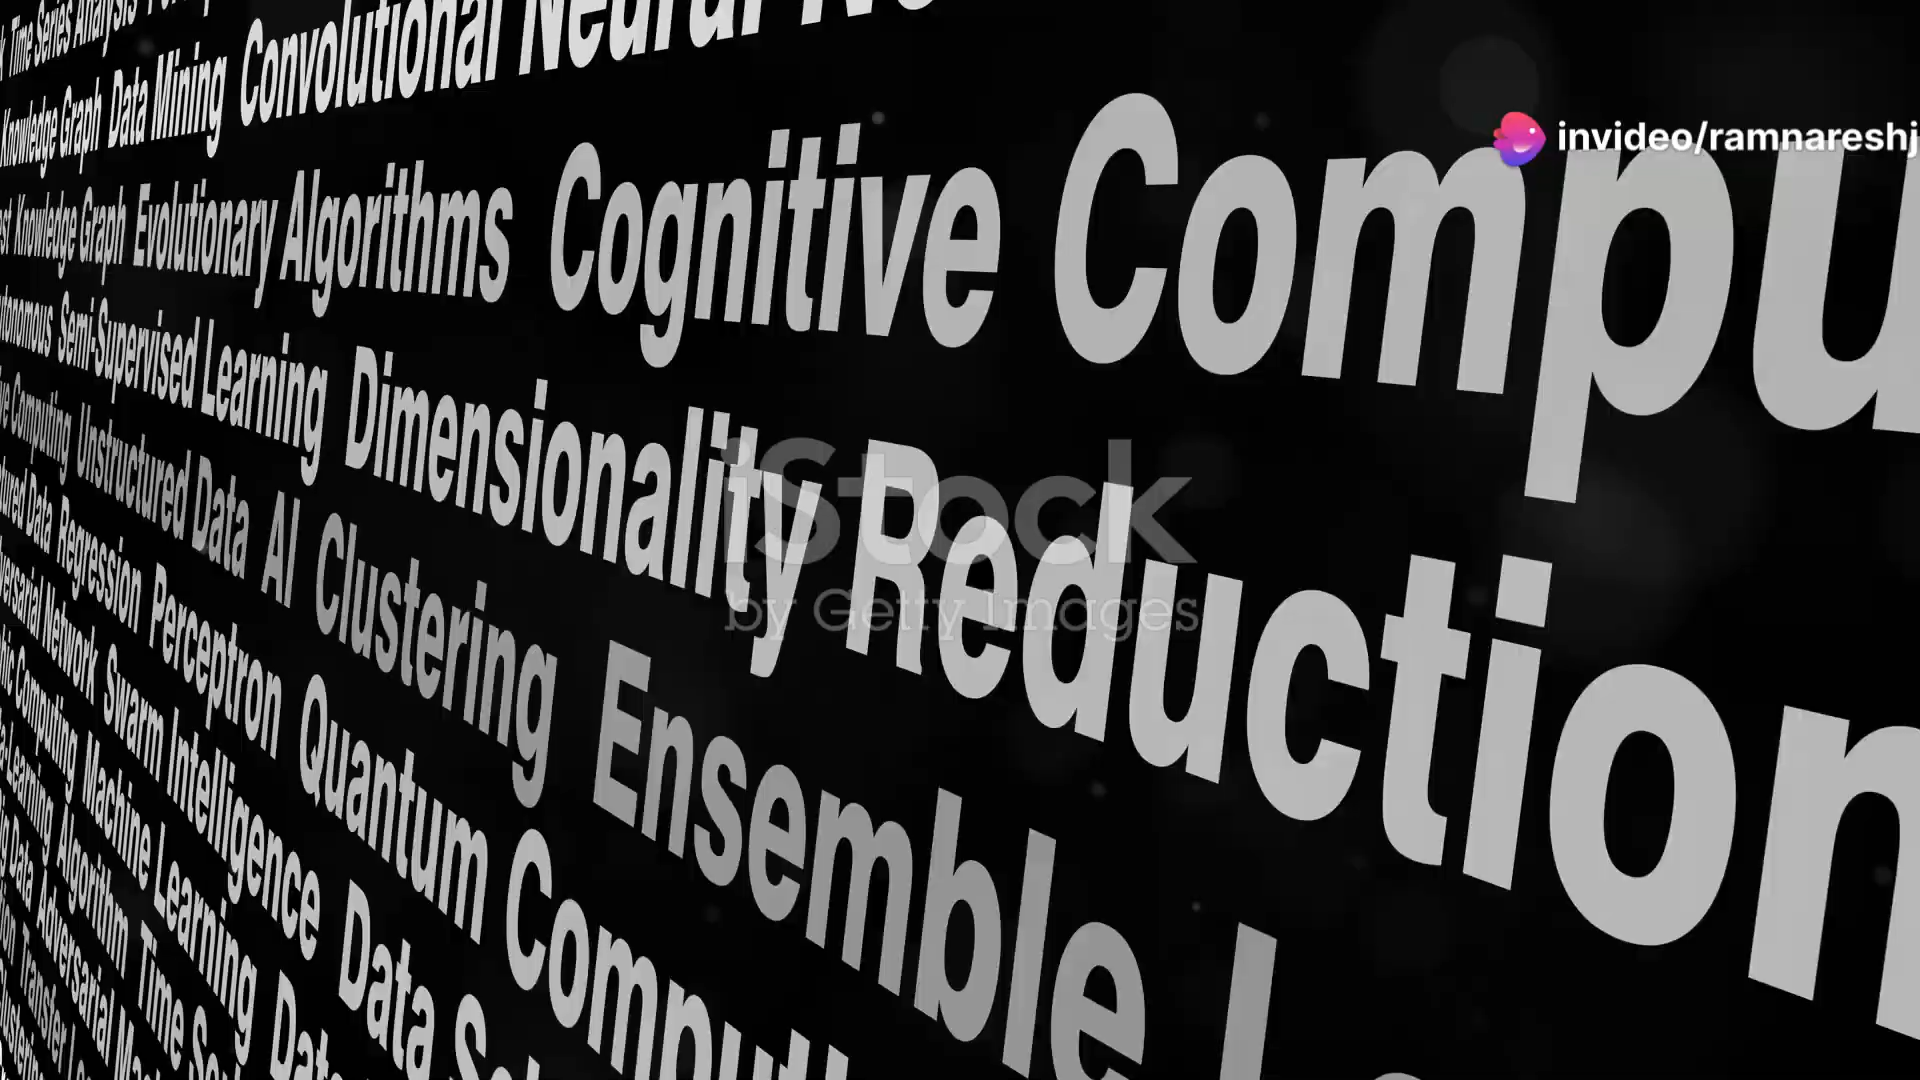 Time Series Analysis
Knowledge Graph Data Mining Convolutional Neural
Knowledge Graph Evolutionary Algorithms Cognitive Compu
Semi-Supervised Learning Dimensionality Reduction
Computing Unstructured Data AI Clustering Ensemble
Data Regression Perceptron Quantum Comput
Network Swarm Intelligence Data
Computing Machine Learning
Learning Algorithm Time
Data Adversarial
Transfer
invideo/ramnareshj
iStock
by Getty Images